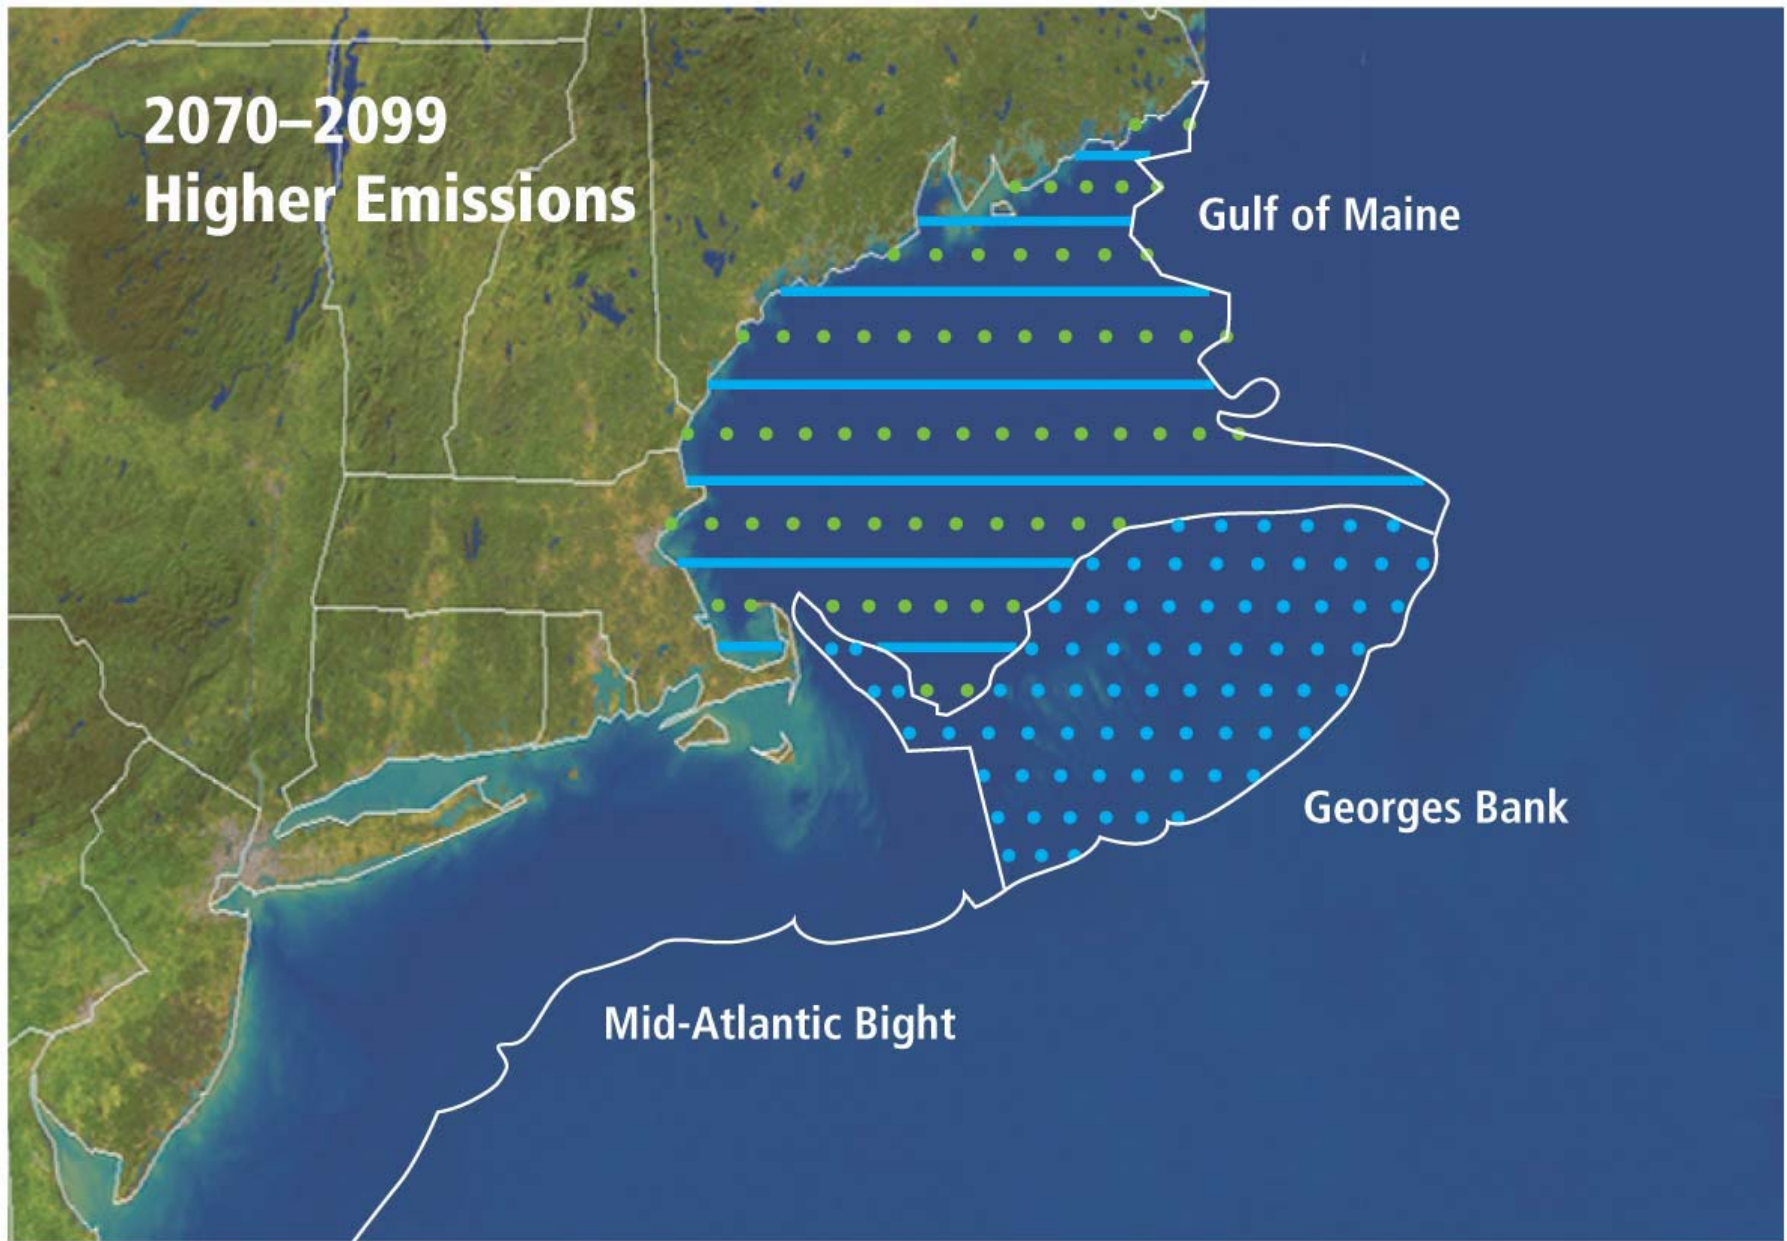 2070–2099
Higher Emissions
Gulf of Maine
Georges Bank
Mid-Atlantic Bight